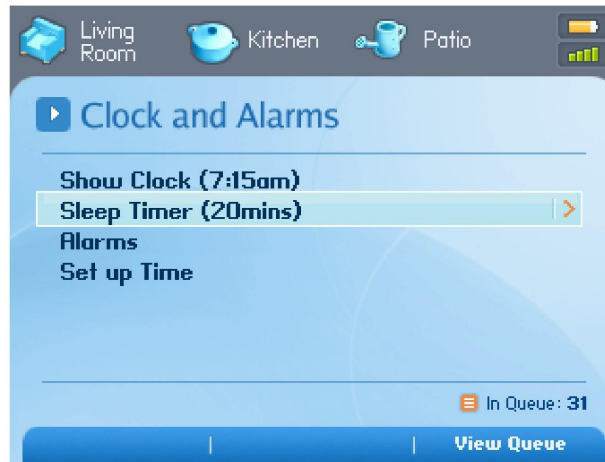 Living Room
Kitchen
Patio
Clock and Alarms
Show Clock (7:15am)
Sleep Timer (20mins)
Alarms
Set up Time
In Queue: 31
View Queue